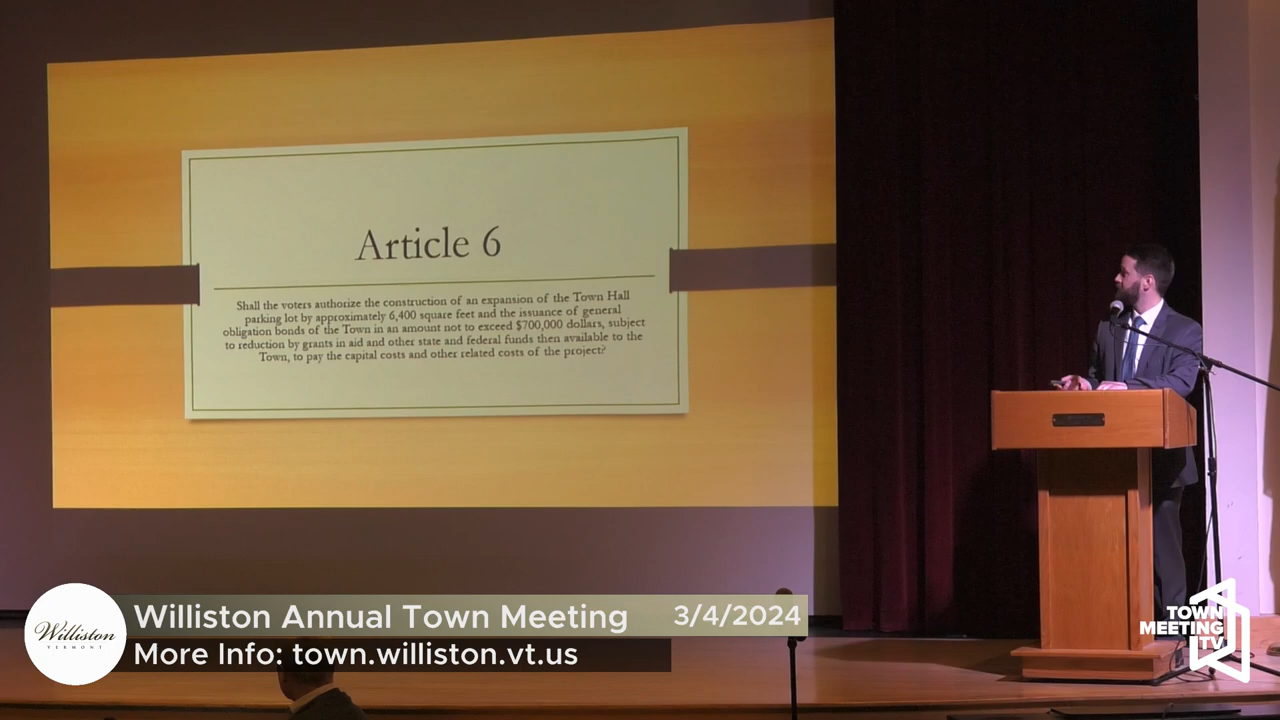 Article 6
Shall the voters authorize the construction of an expansion of the Town Hall
parking lot by approximately 6,400 square feet and the issuance of general
obligation bonds of the Town in an amount not to exceed $700,000 dollars, subject
to reduction by grants in aid and other state and federal funds then available to the
Town, to pay the capital costs and other related costs of the project?
Williston Annual Town Meeting 3/4/2024
More Info: town.williston.vt.us
Williston
VERMONT
TOWN
MEETING
TV